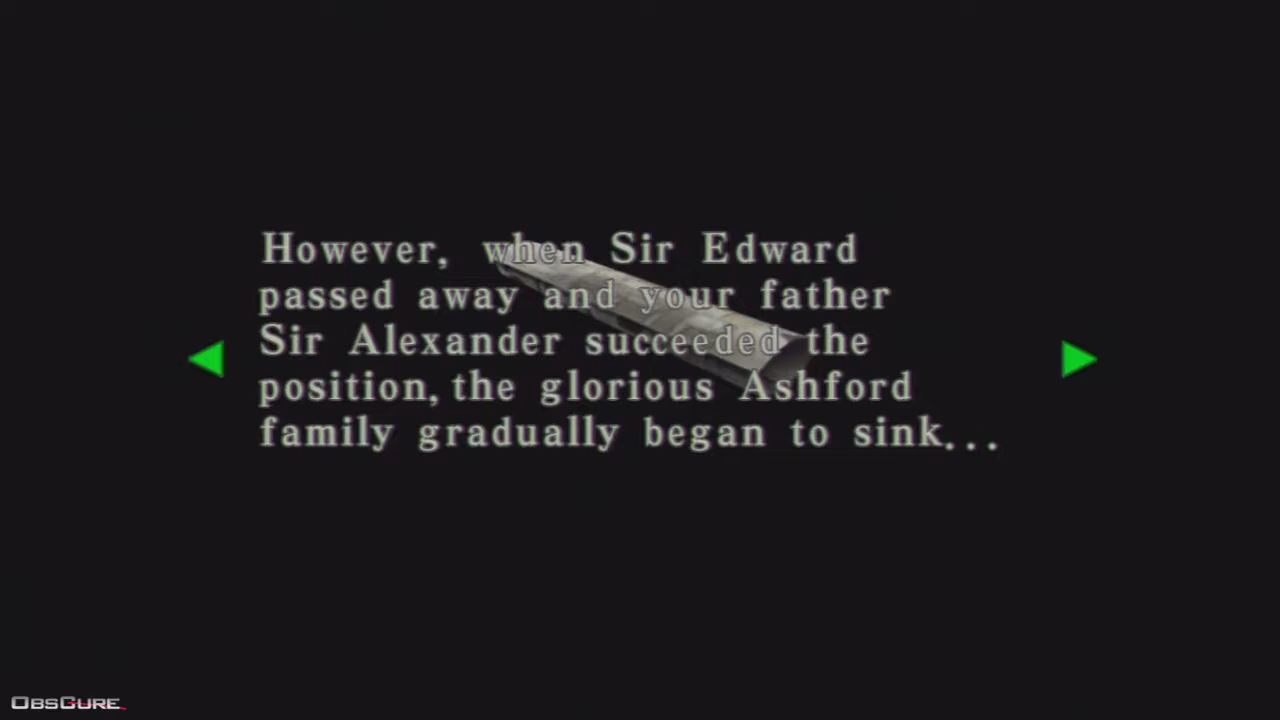 However, when Sir Edward
passed away and your father
Sir Alexander succeeded the
position, the glorious Ashford
family gradually began to sink...
ObsCure